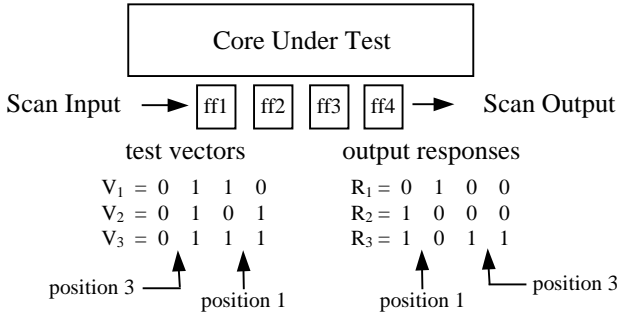 Core Under Test
Scan Input ff1 ff2 ff3 ff4 Scan Output
test vectors output responses
V1 = 0 1 1 0 R1 = 0 1 0 0
V2 = 0 1 0 1 R2 = 1 0 0 0
V3 = 0 1 1 1 R3 = 1 0 1 1
position 3 position 1 position 1 position 3